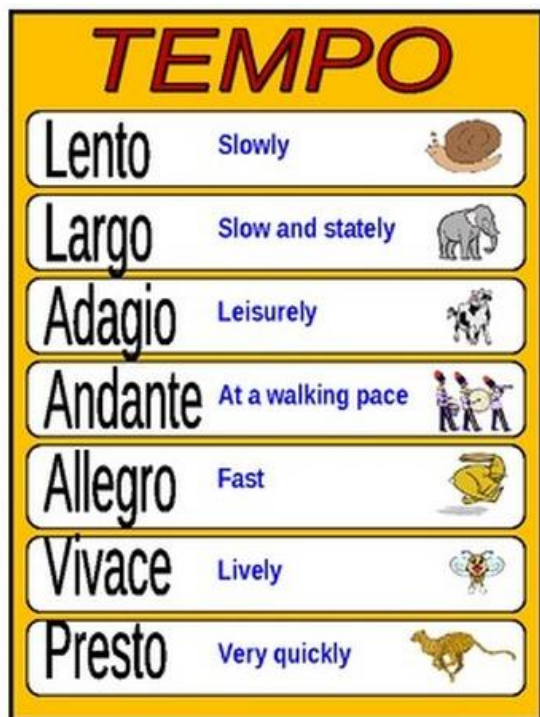 TEMPO
Lento Slowly
Largo Slow and stately
Adagio Leisurely
Andante At a walking pace
Allegro Fast
Vivace Lively
Presto Very quickly